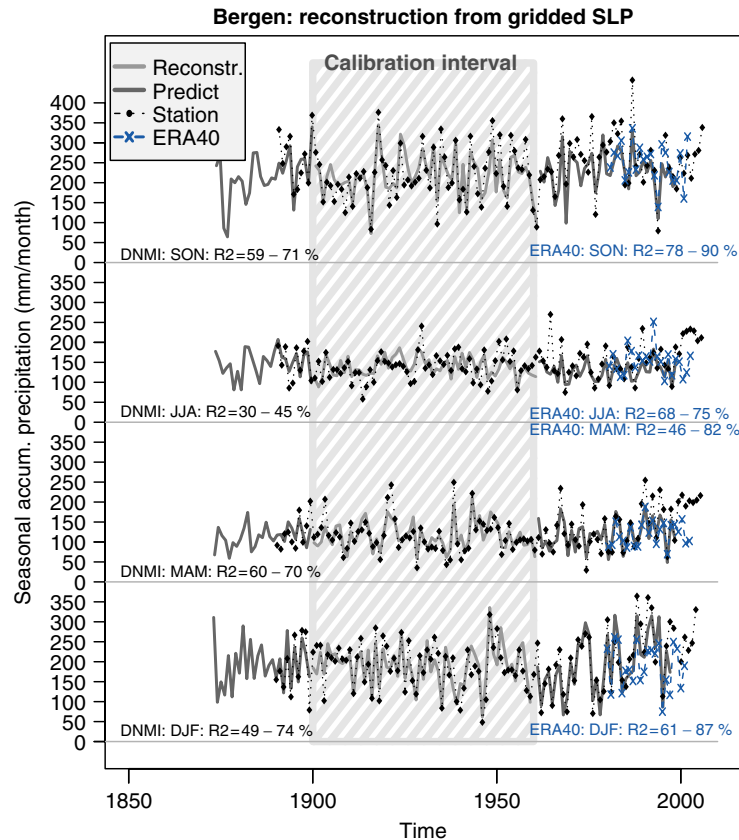 Bergen: reconstruction from gridded SLP
Reconstr.
Predict
Station
ERA40
Calibration interval
Seasonal accum. precipitation (mm/month)
400
350
300
250
200
150
100
50
0
DNMI: SON: R2=59 – 71 %
ERA40: SON: R2=78 – 90 %
350
300
250
200
150
100
50
0
DNMI: JJA: R2=30 – 45 %
ERA40: JJA: R2=68 – 75 %
ERA40: MAM: R2=46 – 82 %
350
300
250
200
150
100
50
0
DNMI: MAM: R2=60 – 70 %
350
300
250
200
150
100
50
0
DNMI: DJF: R2=49 – 74 %
ERA40: DJF: R2=61 – 87 %
1850 1900 1950 2000
Time